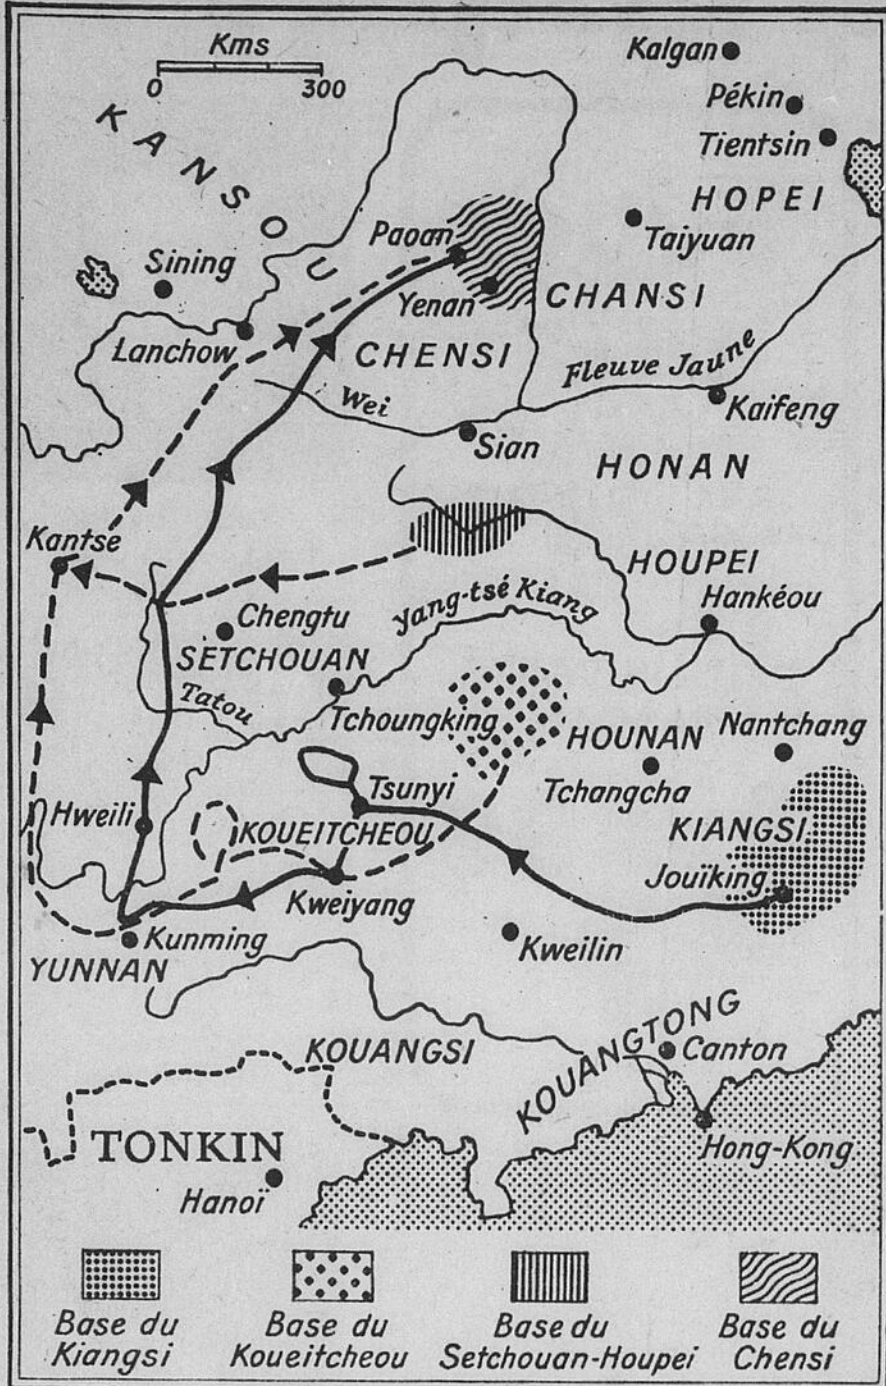 Kms
0 300
Kalgan
Pékin
Tientsin
KANSOU
HOPEI
Paoan
Taiyuan
Sining
Yenan
CHANSI
Lanchow
CHENSI
Fleuve Jaune
Wei
Kaifeng
Sian
HONAN
Kantse
HOUPEI
Hankéou
Chengtu
Yang-tsé Kiang
SETCHOUAN
Tatou
Tchoungking
HOUNAN
Nantchang
Tsunyi
Tchangcha
Hweili
KOUEITCHEOU
KIANGSI
Jouïking
Kweiyang
Kunming
Kweilin
YUNNAN
KOUANGSI
KOUANGTONG
Canton
TONKIN
Hong-Kong
Hanoï
Base du Kiangsi
Base du Koueitcheou
Base du Setchouan-Houpei
Base du Chensi